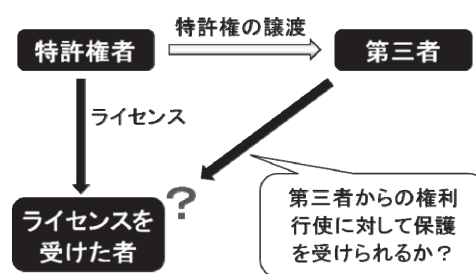 特許権の譲渡
特許権者
第三者
ライセンス
?
ライセンスを
受けた者
第三者からの権利
行使に対して保護
を受けられるか？